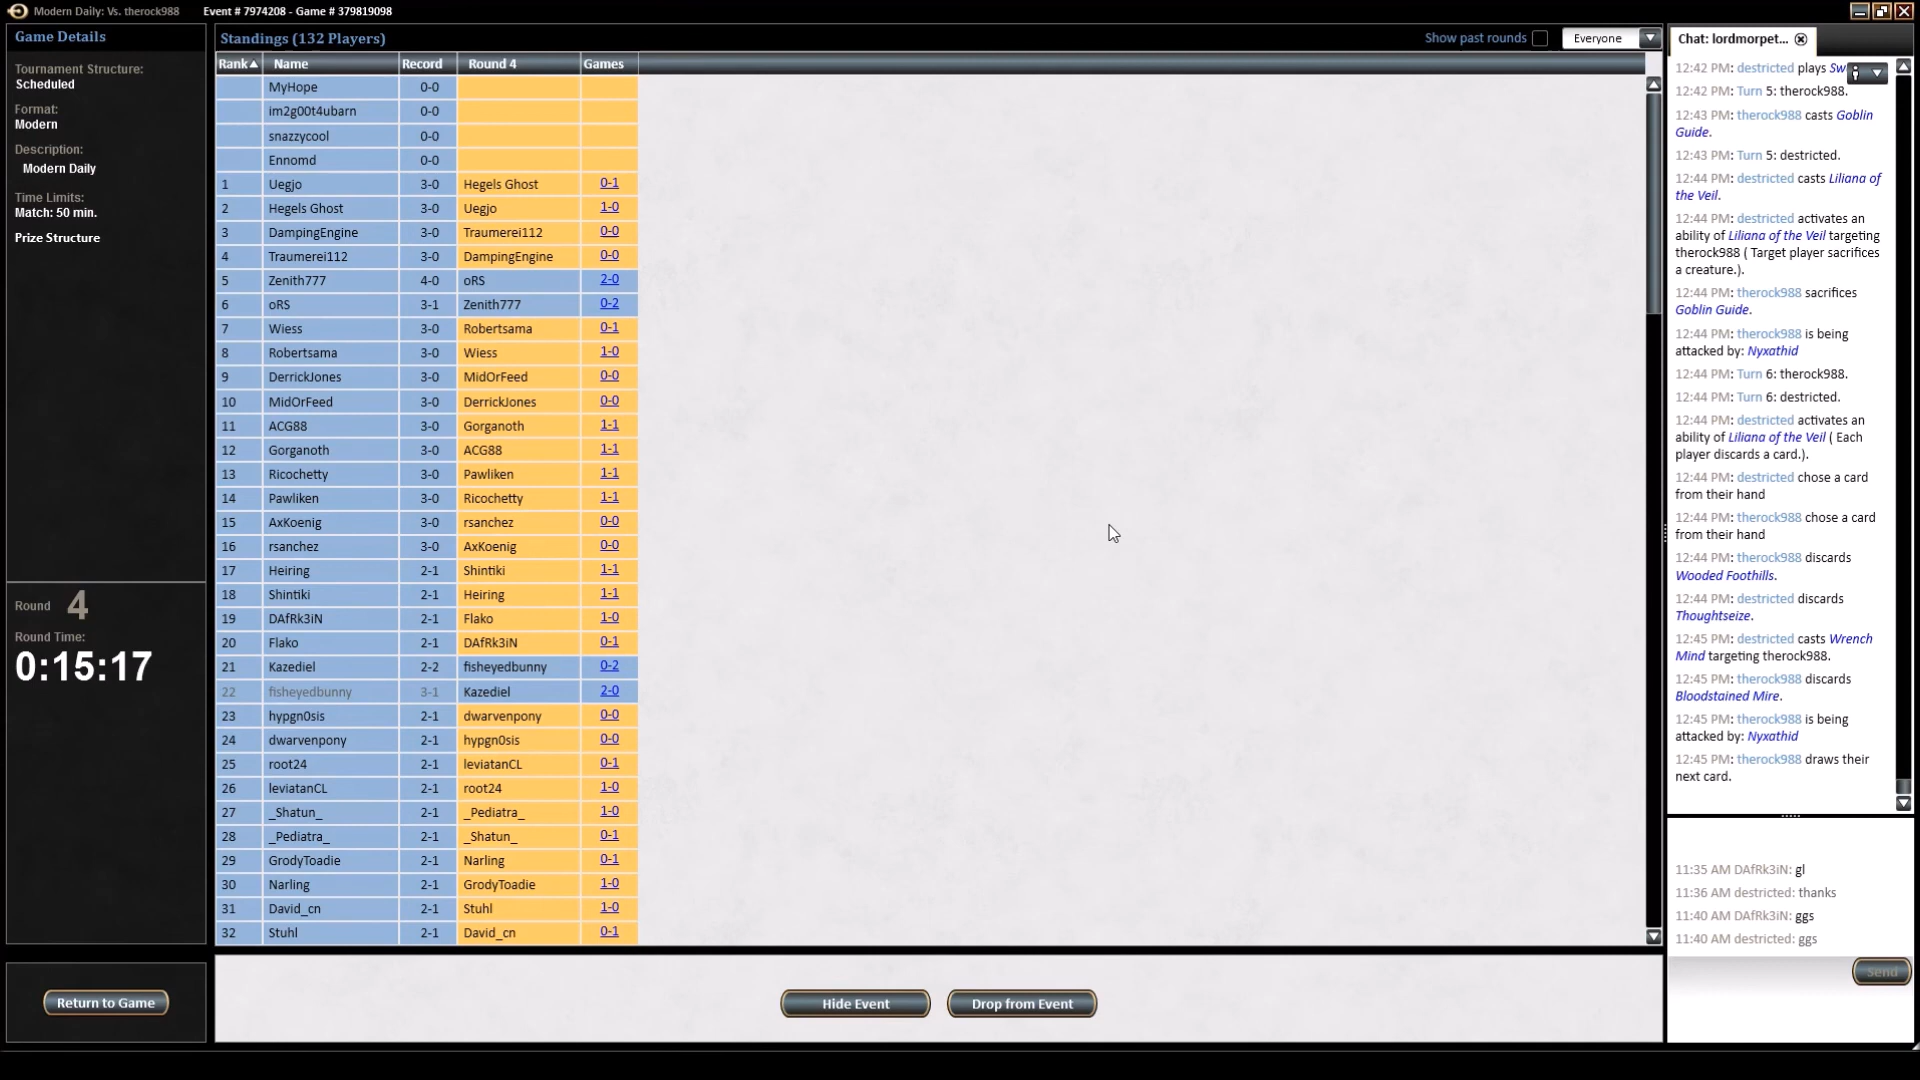 Modern Daily: Vs. therock988 Event # 7974208 - Game # 379819098
Game Details
Tournament Structure:
Scheduled
Format:
Modern
Description:
Modern Daily
Time Limits:
Match: 50 min.
Prize Structure
Round 4
Round Time:
0:15:17
Return to Game
Standings (132 Players)
Show past rounds Everyone
Rank Name Record Round 4 Games
MyHope 0-0
im2g00t4ubarn 0-0
snazzycool 0-0
Ennomd 0-0
1 Uegjo 3-0 Hegels Ghost 0-1
2 Hegels Ghost 3-0 Uegjo 1-0
3 DampingEngine 3-0 Traumerei112 0-0
4 Traumerei112 3-0 DampingEngine 0-0
5 Zenith777 4-0 oRS 2-0
6 oRS 3-1 Zenith777 0-2
7 Wiess 3-0 Robertsama 0-1
8 Robertsama 3-0 Wiess 1-0
9 DerrickJones 3-0 MidOrFeed 0-0
10 MidOrFeed 3-0 DerrickJones 0-0
11 ACG88 3-0 Gorganoth 1-1
12 Gorganoth 3-0 ACG88 1-1
13 Ricochetty 3-0 Pawliken 1-1
14 Pawliken 3-0 Ricochetty 1-1
15 AxKoenig 3-0 rsanchez 0-0
16 rsanchez 3-0 AxKoenig 0-0
17 Heiring 2-1 Shintiki 1-1
18 Shintiki 2-1 Heiring 1-1
19 DAfRk3iN 2-1 Flako 1-0
20 Flako 2-1 DAfRk3iN 0-1
21 Kazediel 2-2 fisheyedbunny 0-2
22 fisheyedbunny 3-1 Kazediel 2-0
23 hypgn0sis 2-1 dwarvenpony 0-0
24 dwarvenpony 2-1 hypgn0sis 0-0
25 root24 2-1 leviatanCL 0-1
26 leviatanCL 2-1 root24 1-0
27 _Shatun_ 2-1 _Pediatra_ 1-0
28 _Pediatra_ 2-1 _Shatun_ 0-1
29 GrodyToadie 2-1 Narling 0-1
30 Narling 2-1 GrodyToadie 1-0
31 David_cn 2-1 Stuhl 1-0
32 Stuhl 2-1 David_cn 0-1
Hide Event Drop from Event
Chat: lordmorpet...
12:42 PM: destricted plays Sw
12:42 PM: Turn 5: therock988.
12:43 PM: therock988 casts Goblin
Guide.
12:43 PM: Turn 5: destricted.
12:44 PM: destricted casts Liliana of
the Veil.
12:44 PM: destricted activates an
ability of Liliana of the Veil targeting
therock988 ( Target player sacrifices
a creature.).
12:44 PM: therock988 sacrifices
Goblin Guide.
12:44 PM: therock988 is being
attacked by: Nyxathid
12:44 PM: Turn 6: therock988.
12:44 PM: Turn 6: destricted.
12:44 PM: destricted activates an
ability of Liliana of the Veil ( Each
player discards a card.).
12:44 PM: destricted chose a card
from their hand
12:44 PM: therock988 chose a card
from their hand
12:44 PM: therock988 discards
Wooded Foothills.
12:44 PM: destricted discards
Thoughtseize.
12:45 PM: destricted casts Wrench
Mind targeting therock988.
12:45 PM: therock988 discards
Bloodstained Mire.
12:45 PM: therock988 is being
attacked by: Nyxathid
12:45 PM: therock988 draws their
next card.
11:35 AM DAfRk3iN: gl
11:36 AM destricted: thanks
11:40 AM DAfRk3iN: ggs
11:40 AM destricted: ggs
Send